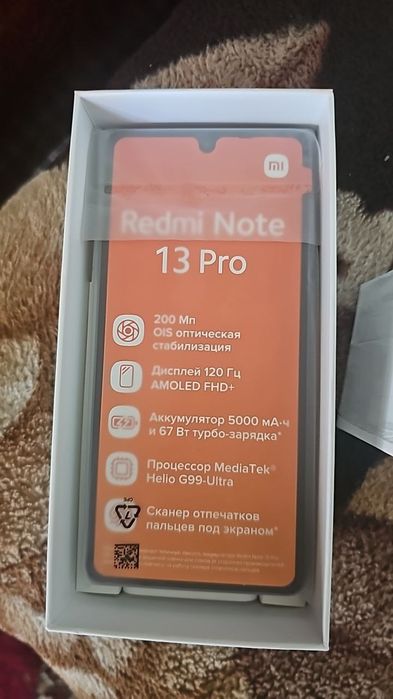 mi
Redmi Note
13 Pro
200 Мп
OIS оптическая
стабилизация
Дисплей 120 Гц
AMOLED FHD+
Аккумулятор 5000 мА·ч
и 67 Вт турбо-зарядка*
Процессор MediaTek®
Helio G99-Ultra
Сканер отпечатков
пальцев под экраном*